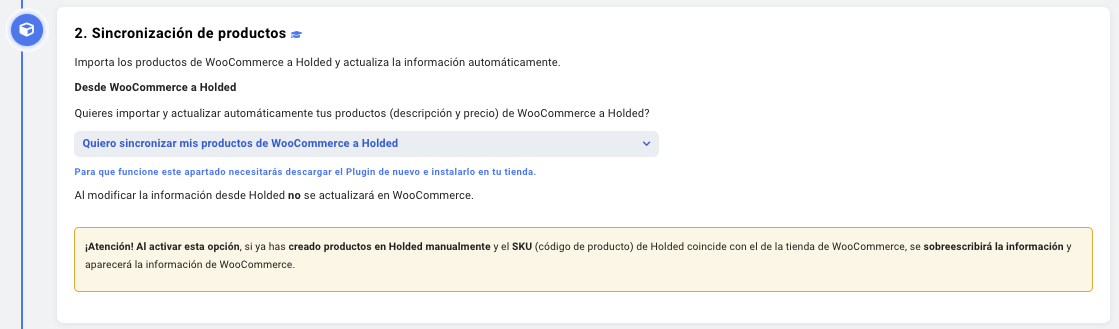 2. Sincronización de productos
Importa los productos de WooCommerce a Holded y actualiza la información automáticamente.
Desde WooCommerce a Holded
Quieres importar y actualizar automáticamente tus productos (descripción y precio) de WooCommerce a Holded?
Quiero sincronizar mis productos de WooCommerce a Holded
Para que funcione este apartado necesitarás descargar el Plugin de nuevo e instalarlo en tu tienda.
Al modificar la información desde Holded no se actualizará en WooCommerce.
¡Atención! Al activar esta opción, si ya has creado productos en Holded manualmente y el SKU (código de producto) de Holded coincide con el de la tienda de WooCommerce, se sobreescribirá la información y
aparecerá la información de WooCommerce.